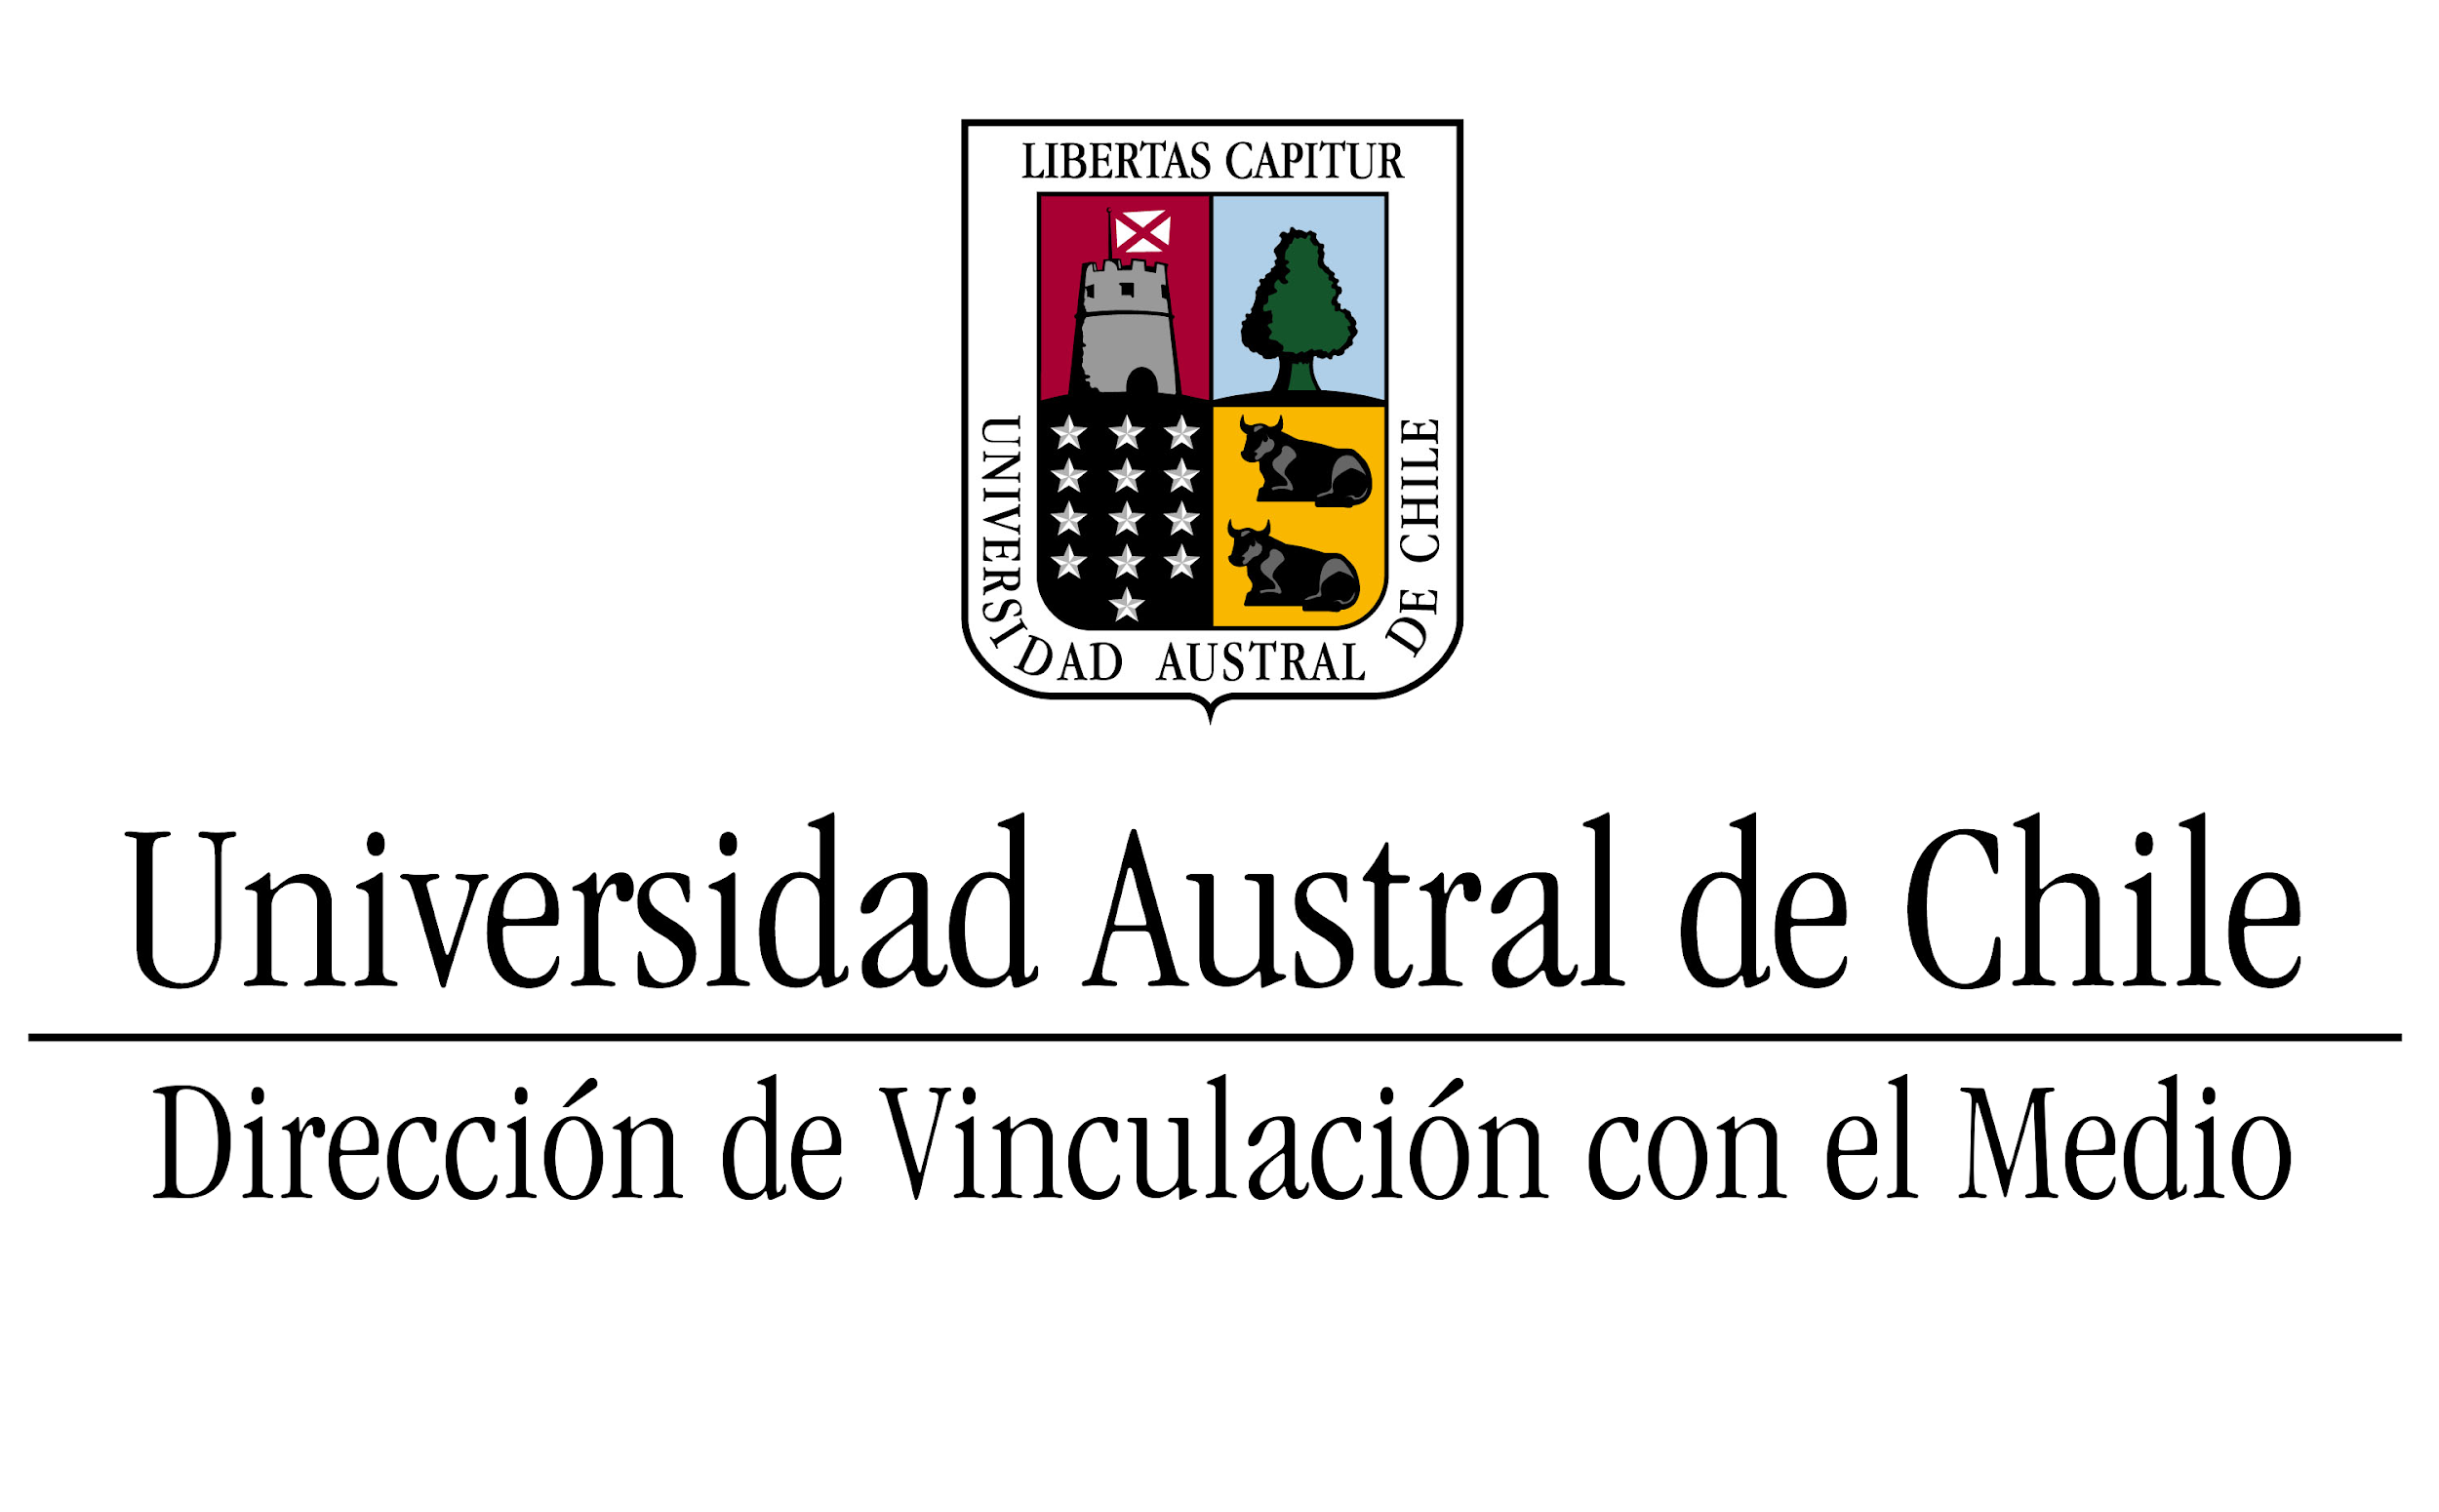 LIBERTAS CAPITUR
UNIVERSIDAD AUSTRAL DE CHILE
Universidad Austral de Chile
Dirección de Vinculación con el Medio